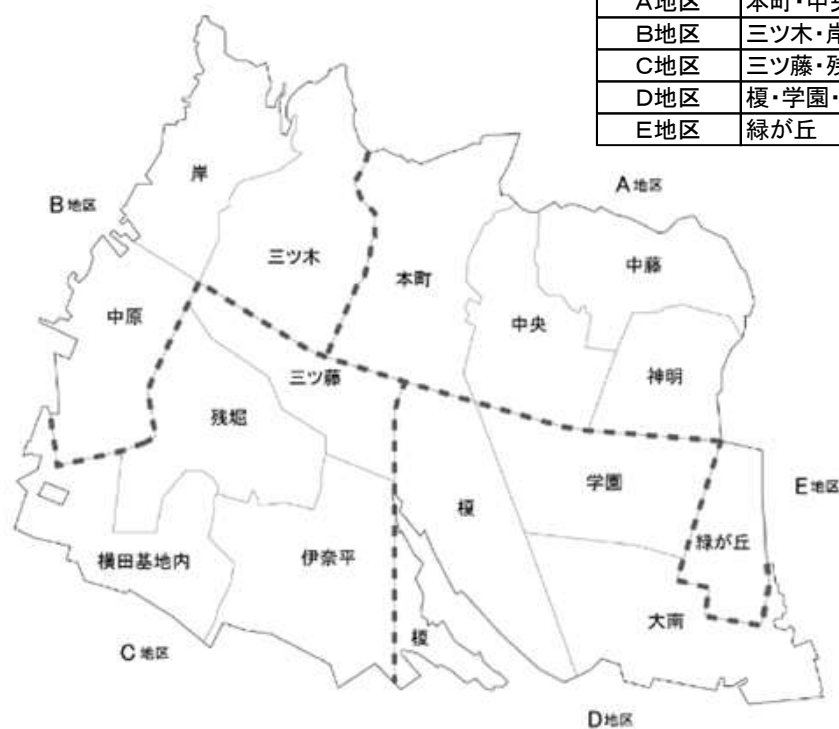 A地区 本町・中央
B地区 三ツ木・岸
C地区 三ツ藤・残
D地区 榎・学園・
E地区 緑が丘
A地区
岸
B地区
三ツ木
中藤
本町
中原
中央
神明
三ツ藤
残堀
学園
E地区
榎
緑が丘
横田基地内
伊奈平
大南
榎
C地区
D地区